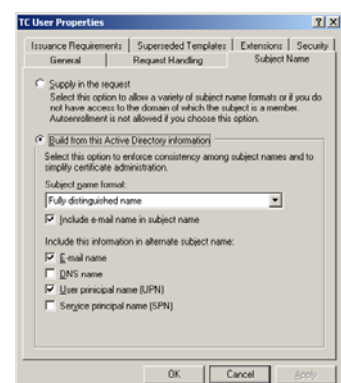 TC User Properties
Issuance Requirements Superseded Templates Extensions Security
General Request Handling Subject Name
Supply in the request
Select this option to allow a variety of subject name formats or if you do
not have access to the domain of which the subject is a member.
Autoenrollment is not allowed if you choose this
option.
Build from this Active Directory information
Select this option to enforce consistency among subject names and to
simplify certificate administration.
Subject name format:
Fully distinguished name
Include e-mail name in subject name
Include this information in alternate subject name:
E-mail name
DNS name
User prinicipal name (UPN)
Service principal name (SPN)
OK Cancel Apply